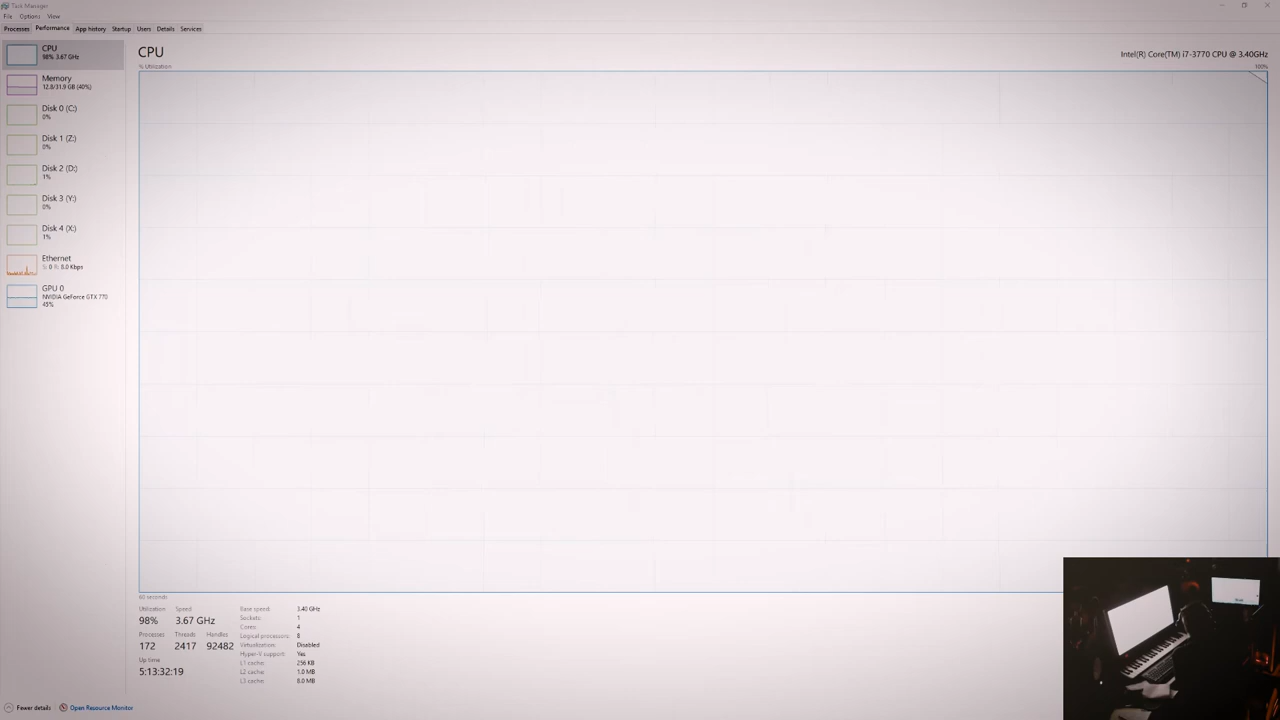 Task Manager
File Options View
Processes Performance App history Startup Users Details Services
CPU
98% 3.67 GHz
Memory
12.8/31.9 GB (40%)
Disk 0 (C:)
0%
Disk 1 (Z:)
0%
Disk 2 (D:)
1%
Disk 3 (Y:)
0%
Disk 4 (X:)
1%
Ethernet
S: 0 R: 8.0 Kbps
GPU 0
NVIDIA GeForce GTX 770
45%
CPU
Intel(R) Core(TM) i7-3770 CPU @ 3.40GHz
% Utilization
100%
60 seconds
Utilization Speed
98% 3.67 GHz
Processes Threads Handles
172 2417 92482
Up time
5:13:32:19
Base speed: 3.40 GHz
Sockets: 1
Cores: 4
Logical processors: 8
Virtualization: Disabled
Hyper-V support: Yes
L1 cache: 256 KB
L2 cache: 1.0 MB
L3 cache: 8.0 MB
Fewer details
Open Resource Monitor